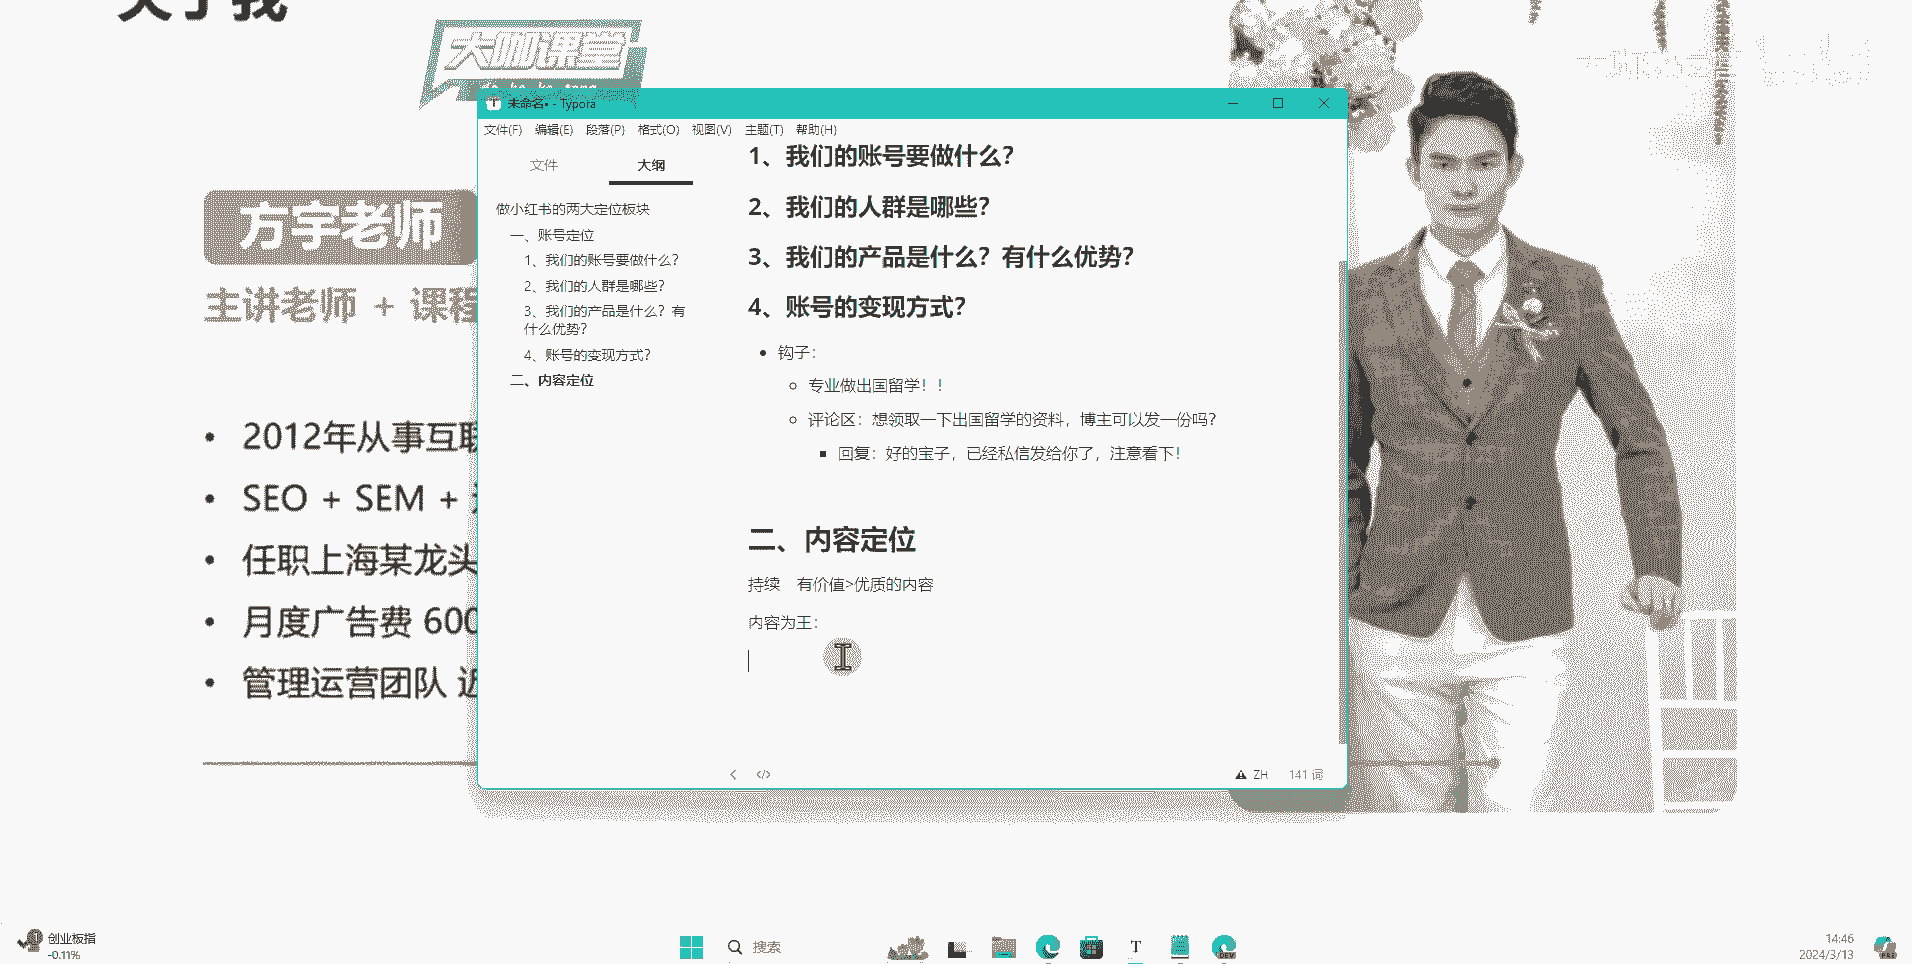 关于我
大咖课堂
未命名• - Typora
文件(F) 编辑(E) 段落(P) 格式(O) 视图(V) 主题(T) 帮助(H)
文件 大纲
做小红书的两大定位板块
一、账号定位
1、我们的账号要做什么？
2、我们的人群是哪些？
3、我们的产品是什么？有
什么优势？
4、账号的变现方式？
二、内容定位
1、我们的账号要做什么？
2、我们的人群是哪些？
3、我们的产品是什么？有什么优势？
4、账号的变现方式？
钩子：
专业做出国留学！！
评论区：想领取一下出国留学的资料，博主可以发一份吗？
回复：好的宝子，已经私信发给你了，注意看下！
二、内容定位
持续 有价值>优质的内容
内容为王：
ZH 141 词
方宇老师
主讲老师 + 课程
2012年从事互联
SEO + SEM +
任职上海某龙头
月度广告费 600
管理运营团队 近
创业板指
-0.11%
搜索
14:46
2024/3/13